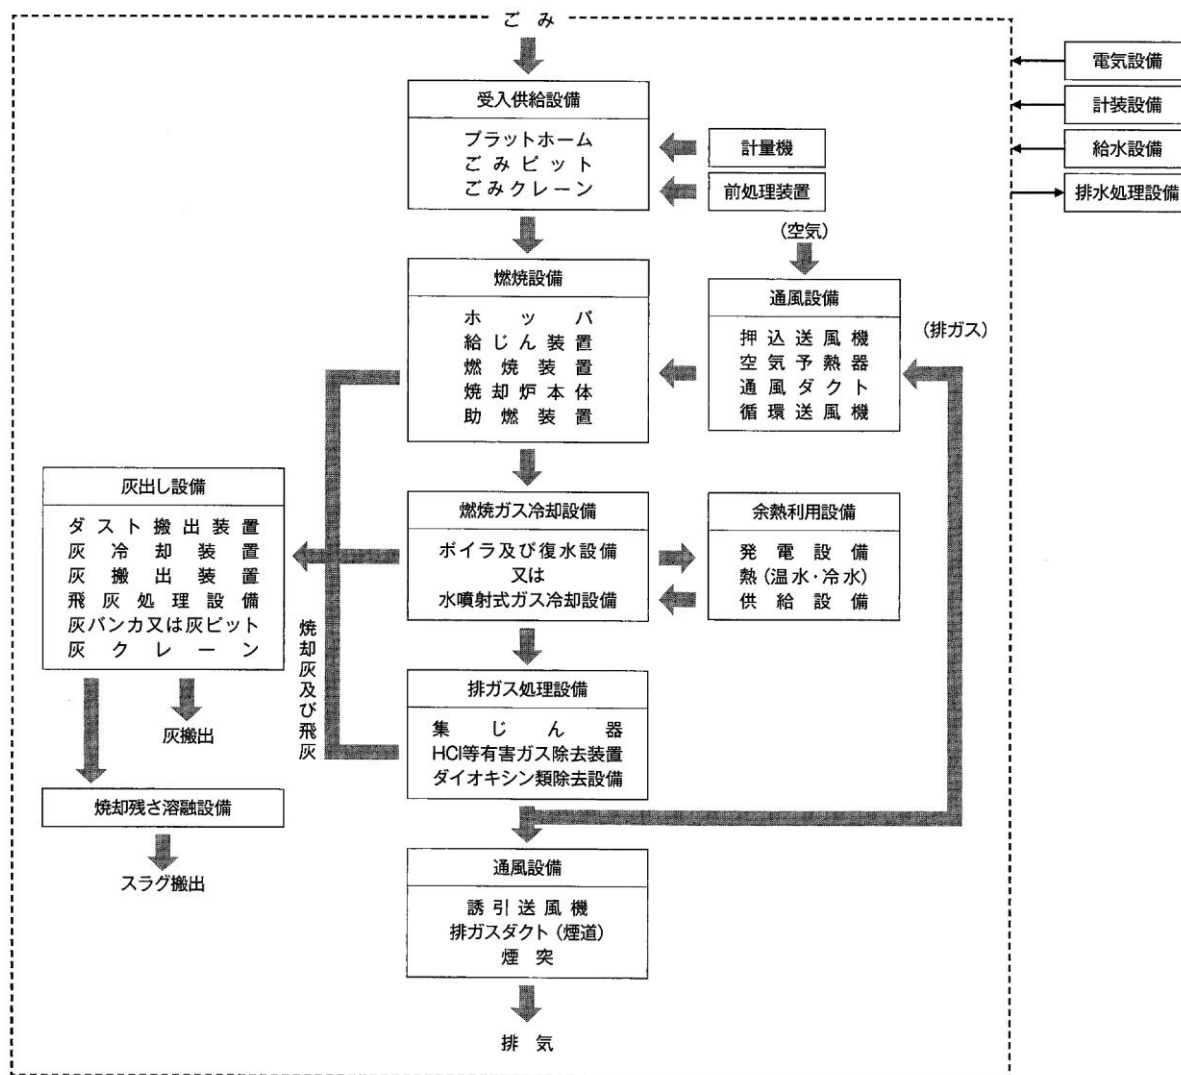 ごみ
受入供給設備
プラットホーム
ごみピット
ごみクレーン
計量機
前処理装置
電気設備
計装設備
給水設備
排水処理設備
(空気)
燃焼設備
ホッパ
給じん装置
燃焼装置
焼却炉本体
助燃装置
通風設備
押込送風機
空気予熱器
通風ダクト
循環送風機
(排ガス)
灰出し設備
ダスト搬出装置
灰冷却装置
灰搬出装置
飛灰処理設備
灰バンカ又は灰ピット
灰クレーン
燃焼ガス冷却設備
ボイラ及び復水設備
又は
水噴射式ガス冷却設備
余熱利用設備
発電設備
熱(温水・冷水)
供給設備
焼却灰及び飛灰
排ガス処理設備
集じん器
HCl等有害ガス除去装置
ダイオキシン類除去設備
灰搬出
焼却残さ溶融設備
スラグ搬出
通風設備
誘引送風機
排ガスダクト(煙道)
煙突
排気